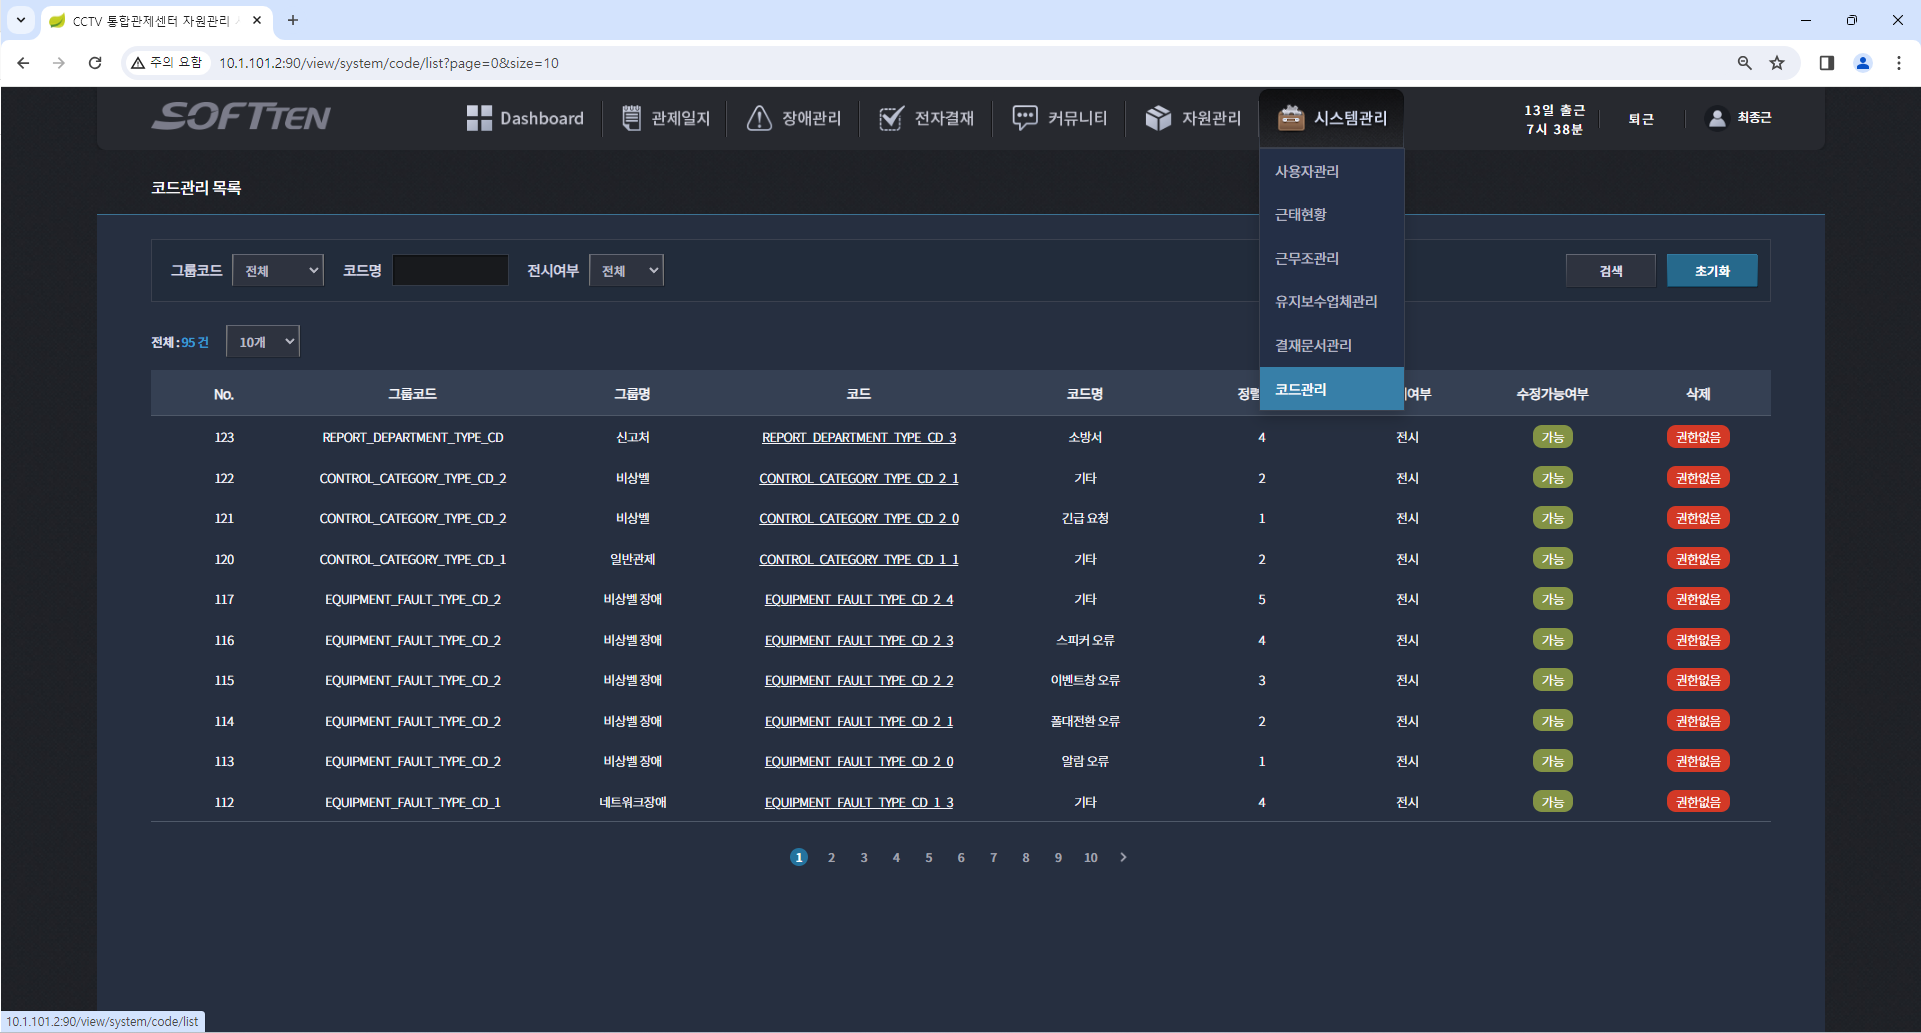 CCTV 통합관제센터 자원관리
주의 요함 10.1.101.2:90/view/system/code/list?page=0&size=10
SOFTTEN Dashboard 관제일지 장애관리 전자결재 커뮤니티 자원관리 시스템관리 13일 출근 7시 38분 퇴근 최종근
사용자관리
근태현황
근무조관리
유지보수업체관리
결재문서관리
코드관리
코드관리 목록
그룹코드 전체 코드명 전시여부 전체 검색 초기화
전체 : 95 건 10개
No. 그룹코드 그룹명 코드 코드명 정렬 여부 수정가능여부 삭제
123 REPORT_DEPARTMENT_TYPE_CD 신고처 REPORT_DEPARTMENT_TYPE_CD_3 소방서 4 전시 가능 권한없음
122 CONTROL_CATEGORY_TYPE_CD_2 비상벨 CONTROL_CATEGORY_TYPE_CD_2_1 기타 2 전시 가능 권한없음
121 CONTROL_CATEGORY_TYPE_CD_2 비상벨 CONTROL_CATEGORY_TYPE_CD_2_0 긴급 요청 1 전시 가능 권한없음
120 CONTROL_CATEGORY_TYPE_CD_1 일반관제 CONTROL_CATEGORY_TYPE_CD_1_1 기타 2 전시 가능 권한없음
117 EQUIPMENT_FAULT_TYPE_CD_2 비상벨 장애 EQUIPMENT_FAULT_TYPE_CD_2_4 기타 5 전시 가능 권한없음
116 EQUIPMENT_FAULT_TYPE_CD_2 비상벨 장애 EQUIPMENT_FAULT_TYPE_CD_2_3 스피커 오류 4 전시 가능 권한없음
115 EQUIPMENT_FAULT_TYPE_CD_2 비상벨 장애 EQUIPMENT_FAULT_TYPE_CD_2_2 이벤트창 오류 3 전시 가능 권한없음
114 EQUIPMENT_FAULT_TYPE_CD_2 비상벨 장애 EQUIPMENT_FAULT_TYPE_CD_2_1 폴대전환 오류 2 전시 가능 권한없음
113 EQUIPMENT_FAULT_TYPE_CD_2 비상벨 장애 EQUIPMENT_FAULT_TYPE_CD_2_0 알람 오류 1 전시 가능 권한없음
112 EQUIPMENT_FAULT_TYPE_CD_1 네트워크장애 EQUIPMENT_FAULT_TYPE_CD_1_3 기타 4 전시 가능 권한없음
1 2 3 4 5 6 7 8 9 10
10.1.101.2:90/view/system/code/list